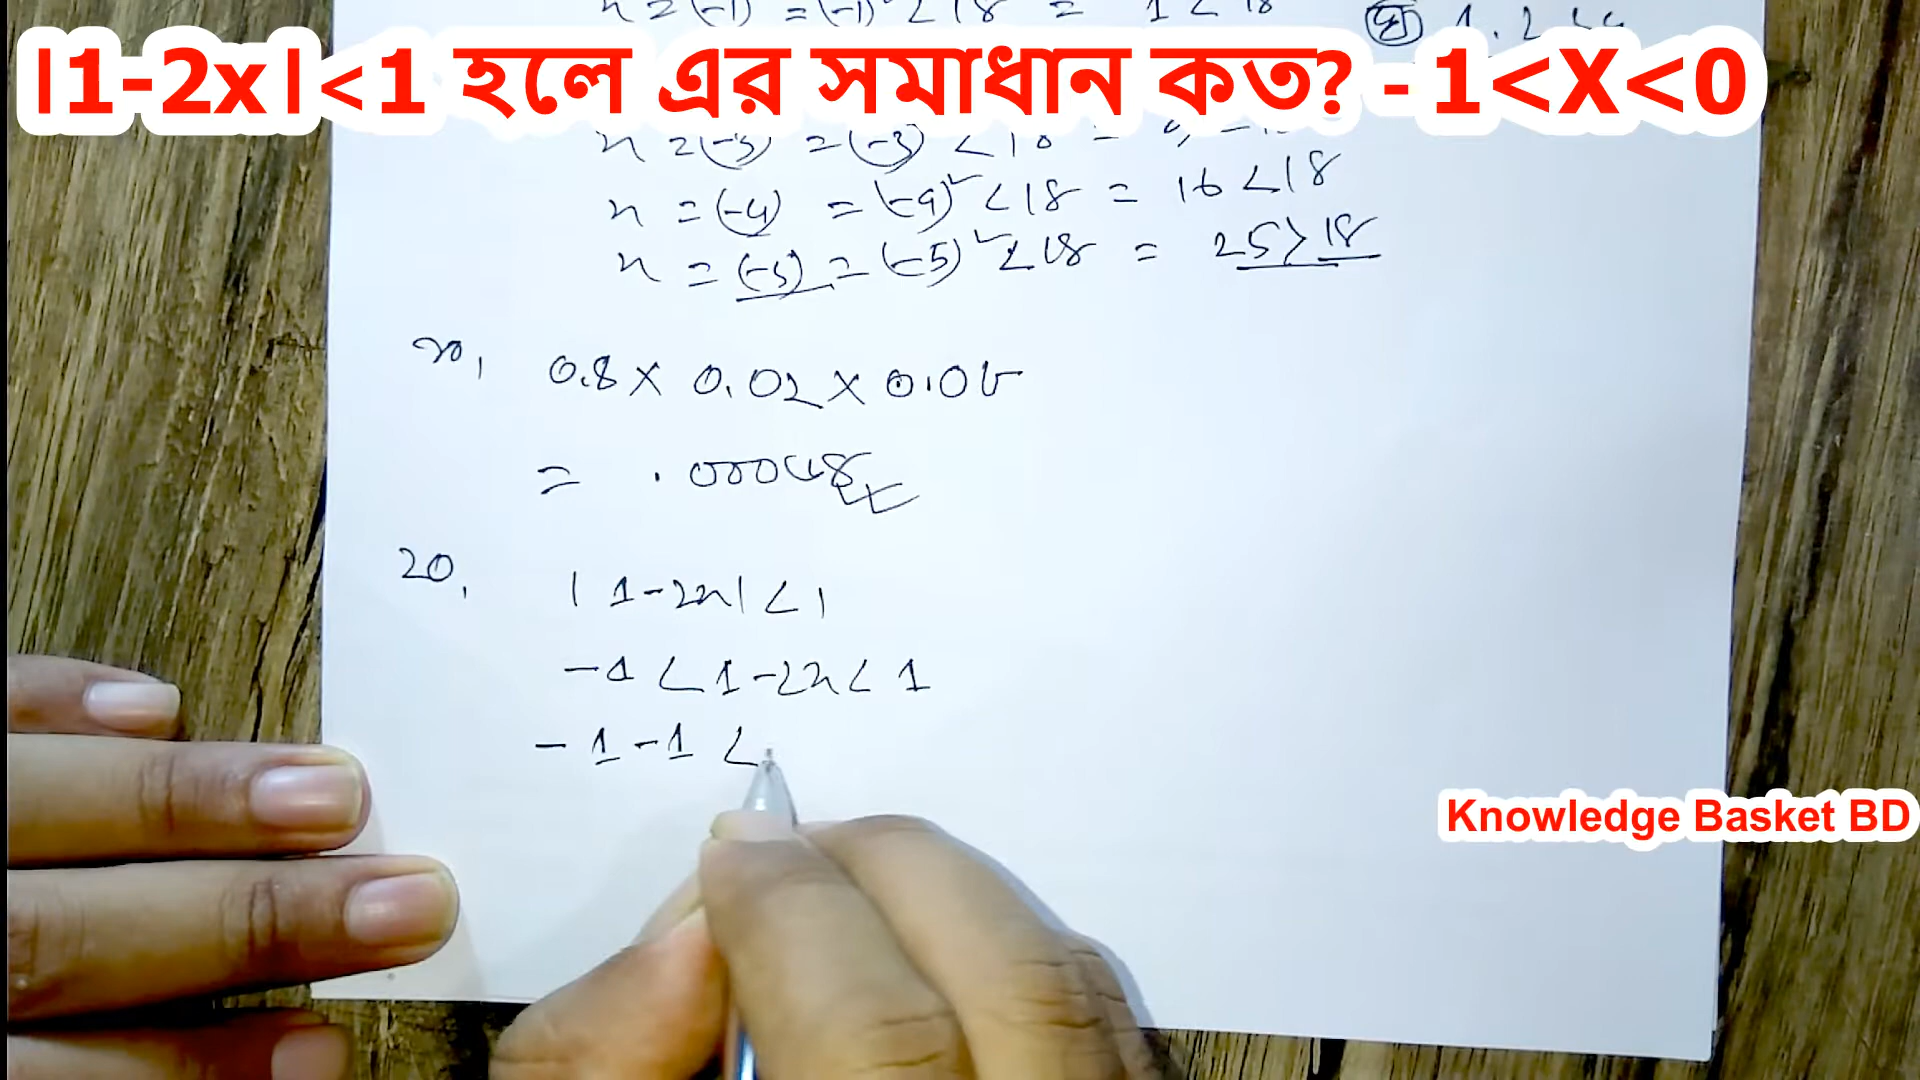 |1-2x|<1 হলে এর সমাধান কত? - 1<X<0
x = (-4) = (-4)² <18 = 16 <18
x = (-5) = (-5)² <18 = 25>18
0.8 X 0.02 X 0.06
20,
|1-2x| <1
-1 <1-2x< 1
-1-1 <
Knowledge Basket BD